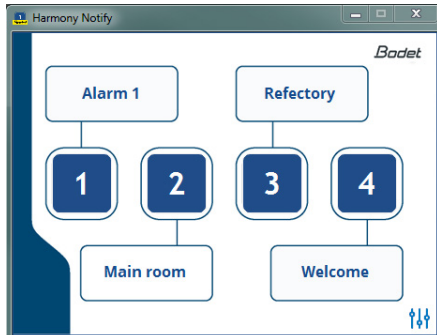 Harmony Notify
Bodet
Alarm 1
Refectory
1
2
3
4
Main room
Welcome